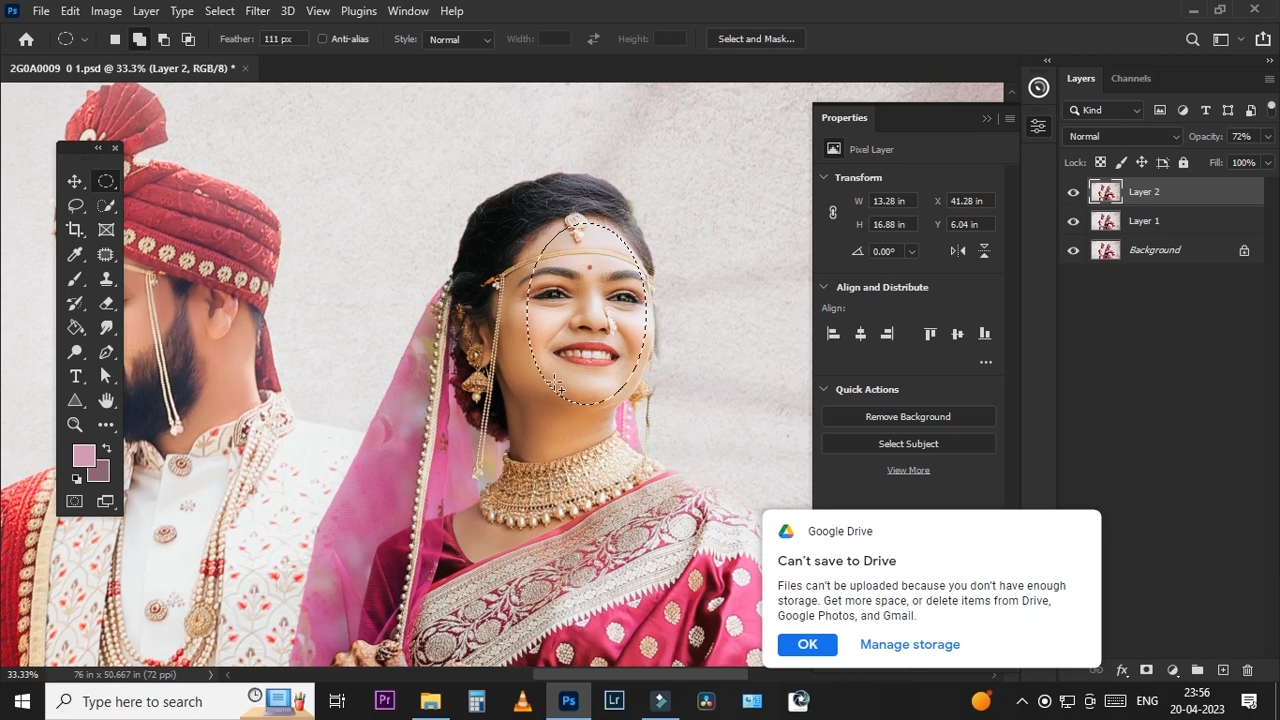 Ps File Edit Image Layer Type Select Filter 3D View Plugins Window Help
Feather: 111 px Anti-alias Style: Normal Width: Height: Select and Mask...
2G0A0009 0 1.psd @ 33.3% (Layer 2, RGB/8) * ×
Properties
Pixel Layer
Transform
W 13.28 in X 41.28 in
H 16.88 in Y 6.04 in
0.00°
Align and Distribute
Align:
Quick Actions
Remove Background
Select Subject
View More
Layers Channels
Kind
Normal Opacity: 72%
Lock: Fill: 100%
Layer 2
Layer 1
Background
Google Drive
Can't save to Drive
Files can't be uploaded because you don't have enough
storage. Get more space, or delete items from Drive,
Google Photos, and Gmail.
OK Manage storage
33.33% 76 in x 50.667 in (72 ppi)
Type here to search
Pr Ps Lr
ENG 23:56
20-04-2023